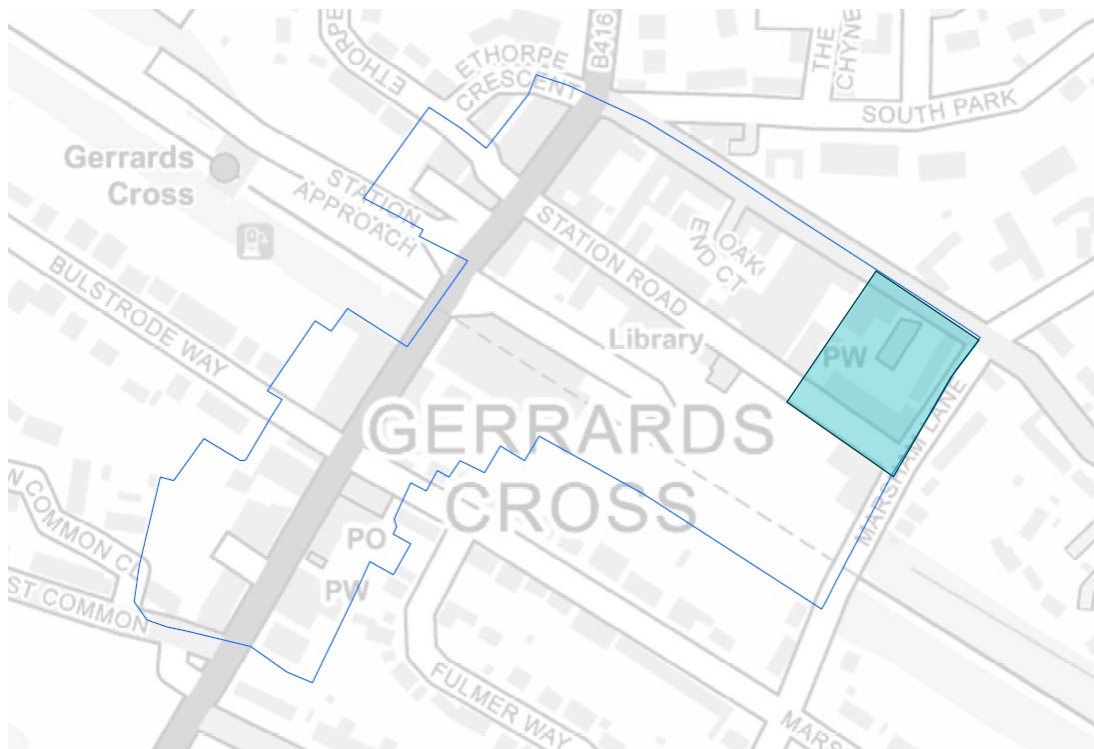 ETHORPE
ETHORPE
CRESCENT
B416
THE
CHYNE
SOUTH PARK
Gerrards
Cross
STATION
APPROACH
STATION ROAD
OAK
END CT
BULSTRODE WAY
Library
PW
GERRARDS
CROSS
MARSHAM LANE
N COMMON CL
PO
PW
ST COMMON
FULMER WAY
MARS